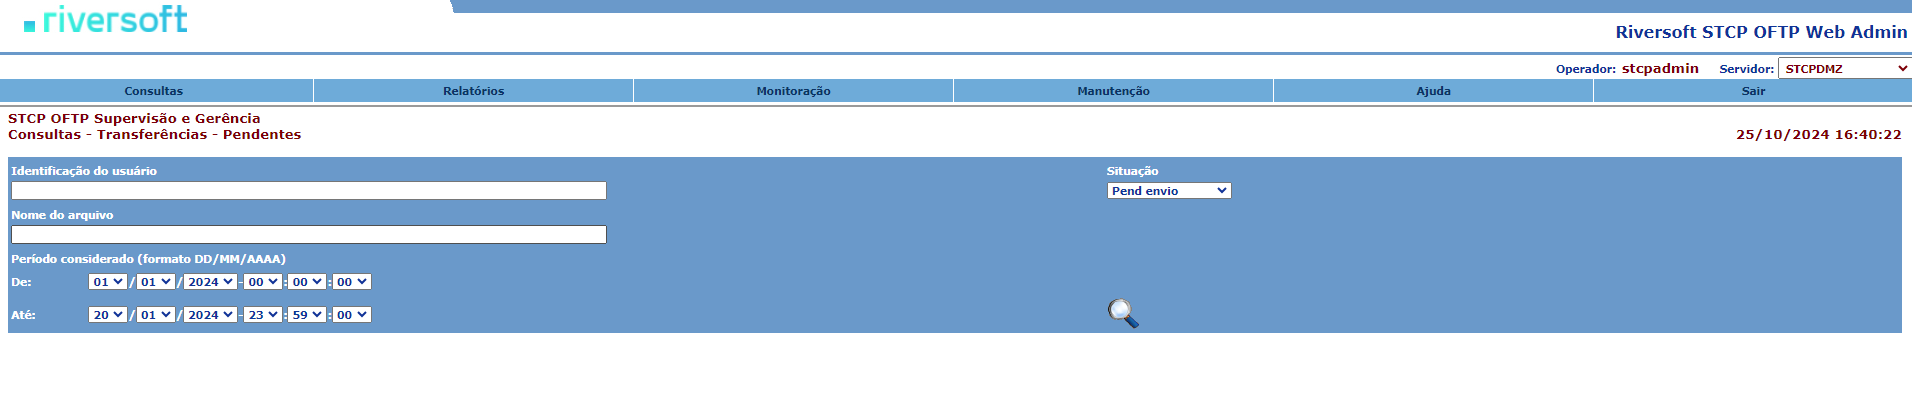 riversoft
Riversoft STCP OFTP Web Admin
Operador: stcpadmin Servidor: STCPDMZ
Consultas Relatórios Monitoração Manutenção Ajuda Sair
STCP OFTP Supervisão e Gerência
Consultas - Transferências - Pendentes 25/10/2024 16:40:22
Identificação do usuário Situação
Pend envio
Nome do arquivo
Período considerado (formato DD/MM/AAAA)
De: 01 / 01 / 2024 - 00 : 00 : 00
Até: 20 / 01 / 2024 - 23 : 59 : 00